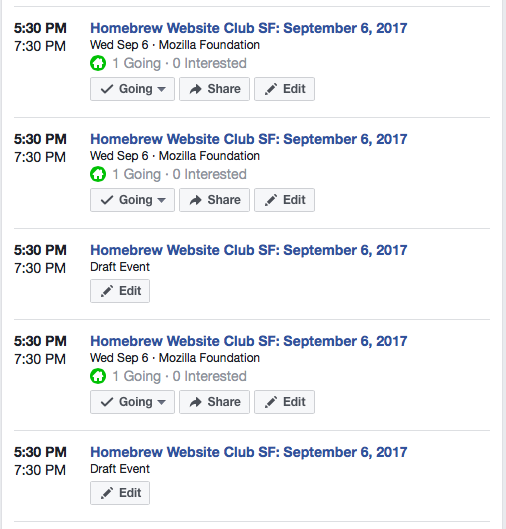 5:30 PM Homebrew Website Club SF: September 6, 2017
7:30 PM Wed Sep 6 · Mozilla Foundation
1 Going · 0 Interested
Going Share Edit
5:30 PM Homebrew Website Club SF: September 6, 2017
7:30 PM Wed Sep 6 · Mozilla Foundation
1 Going · 0 Interested
Going Share Edit
5:30 PM Homebrew Website Club SF: September 6, 2017
7:30 PM Draft Event
Edit
5:30 PM Homebrew Website Club SF: September 6, 2017
7:30 PM Wed Sep 6 · Mozilla Foundation
1 Going · 0 Interested
Going Share Edit
5:30 PM Homebrew Website Club SF: September 6, 2017
7:30 PM Draft Event
Edit